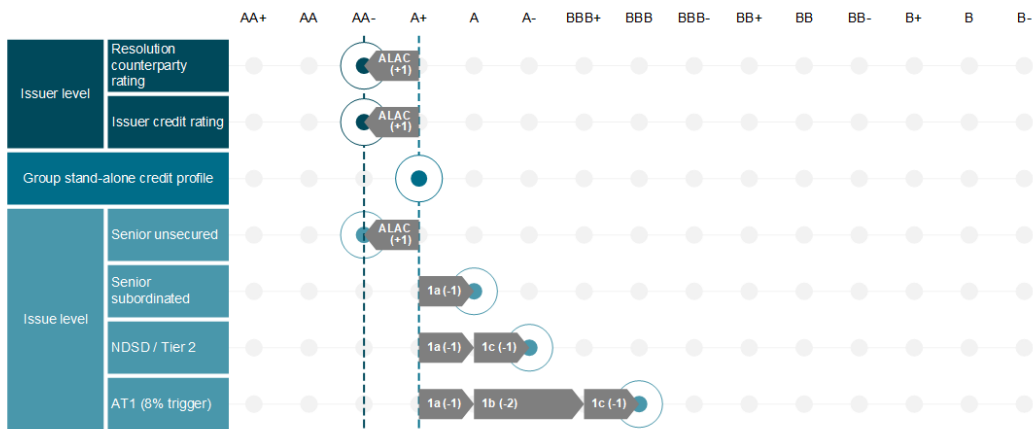 AA+ AA AA- A+ A A- BBB+ BBB BBB- BB+ BB BB- B+ B B-
Issuer level
Resolution
counterparty
rating
ALAC
(+1)
Issuer credit rating
ALAC
(+1)
Group stand-alone credit profile
Issue level
Senior unsecured
ALAC
(+1)
Senior
subordinated
1a (-1)
NDSD / Tier 2
1a (-1) 1c (-1)
AT1 (8% trigger)
1a (-1) 1b (-2) 1c (-1)